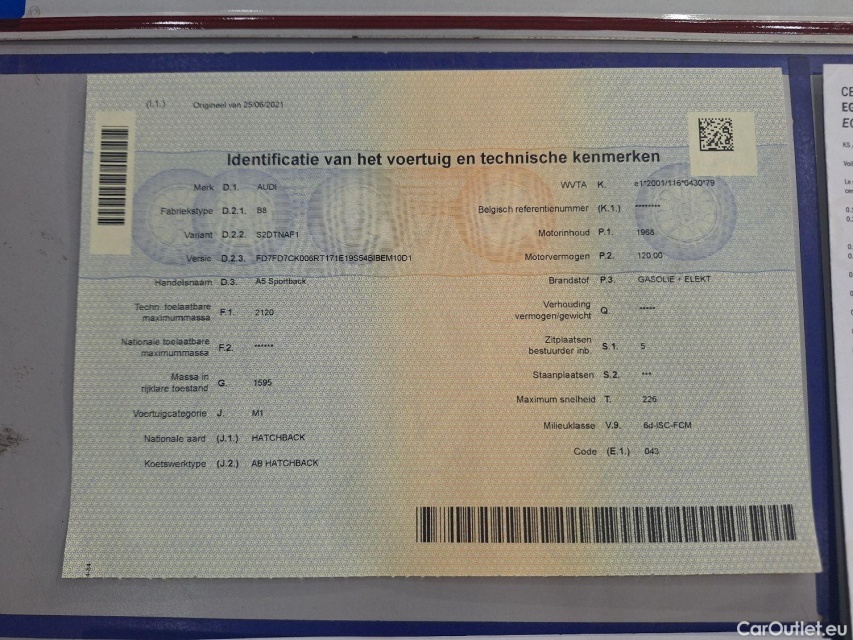 (I.1.) Origineel van 25/06/2021
Identificatie van het voertuig en technische kenmerken
Merk D.1. AUDI
Fabriekstype D.2.1. B8
Variant D.2.2. S2DTNAF1
Versie D.2.3.
Handelsnaam D.3. A5 Sportback
Techn. toelaatbare
maximummassa F.1. 2120
Nationale toelaatbare
maximummassa F.2. ******
Massa in
rijklare toestand G. 1595
Voertuigcategorie J. M1
Nationale aard (J.1.) HATCHBACK
Koetswerktype (J.2.) AB HATCHBACK
WVTA K. e1*2001/116*0430*79
Belgisch referentienummer (K.1.) ********
Motorinhoud P.1. 1968
Motorvermogen P.2. 120.00
Brandstof P.3. GASOLIE + ELEKT
Verhouding
vermogen/gewicht Q. *****
Zitplaatsen
bestuurder inb. S.1. 5
Staanplaatsen S.2. ***
Maximum snelheid T. 226
Milieuklasse V.9. 6d-ISC-FCM
Code (E.1.) 043
CarOutlet.eu